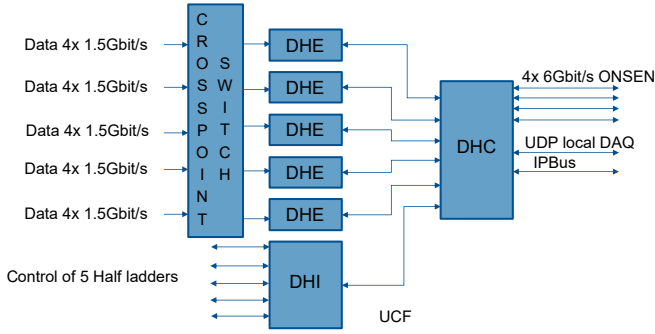 Data 4x 1.5Gbit/s
Data 4x 1.5Gbit/s
Data 4x 1.5Gbit/s
Data 4x 1.5Gbit/s
Data 4x 1.5Gbit/s
CROSSPOINT
SWITCH
DHE
DHE
DHE
DHE
DHE
DHC
4x 6Gbit/s ONSEN
UDP local DAQ
IPBus
Control of 5 Half ladders
DHI
UCF